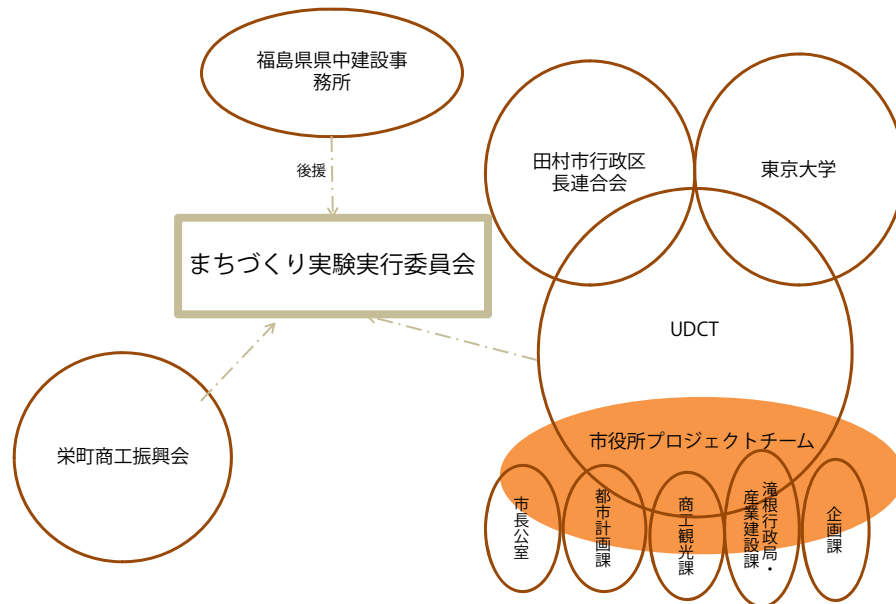 福島県県中建設事
務所
後援
まちづくり実験実行委員会
田村市行政区
長連合会
東京大学
UDCT
栄町商工振興会
市役所プロジェクトチーム
市長公室
都市計画課
商工観光課
滝根行政局・
産業建設課
企画課